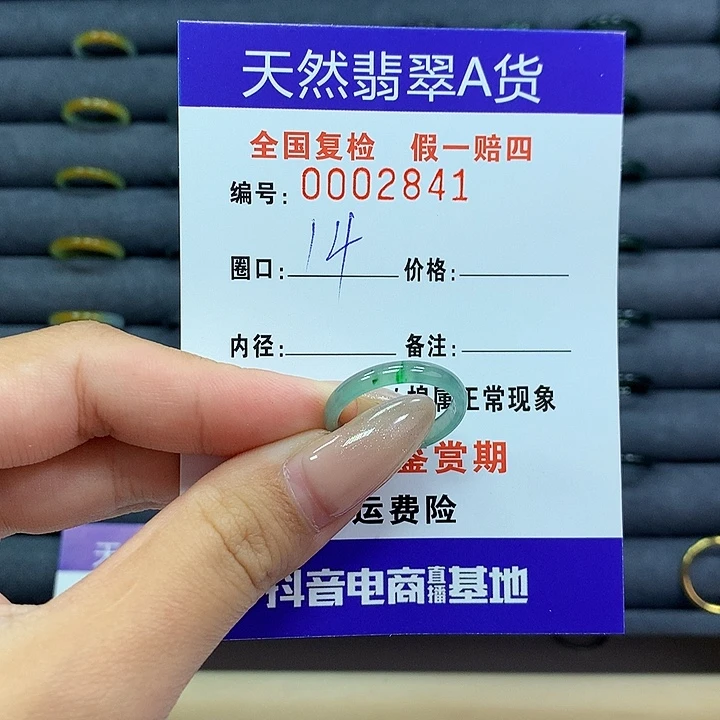 天然翡翠A货
全国复检 假一赔四
编号: 0002841
圈口: 14 价格:
内径: 备注:
属正常现象
鉴赏期
运费险
抖音电商直播基地
天